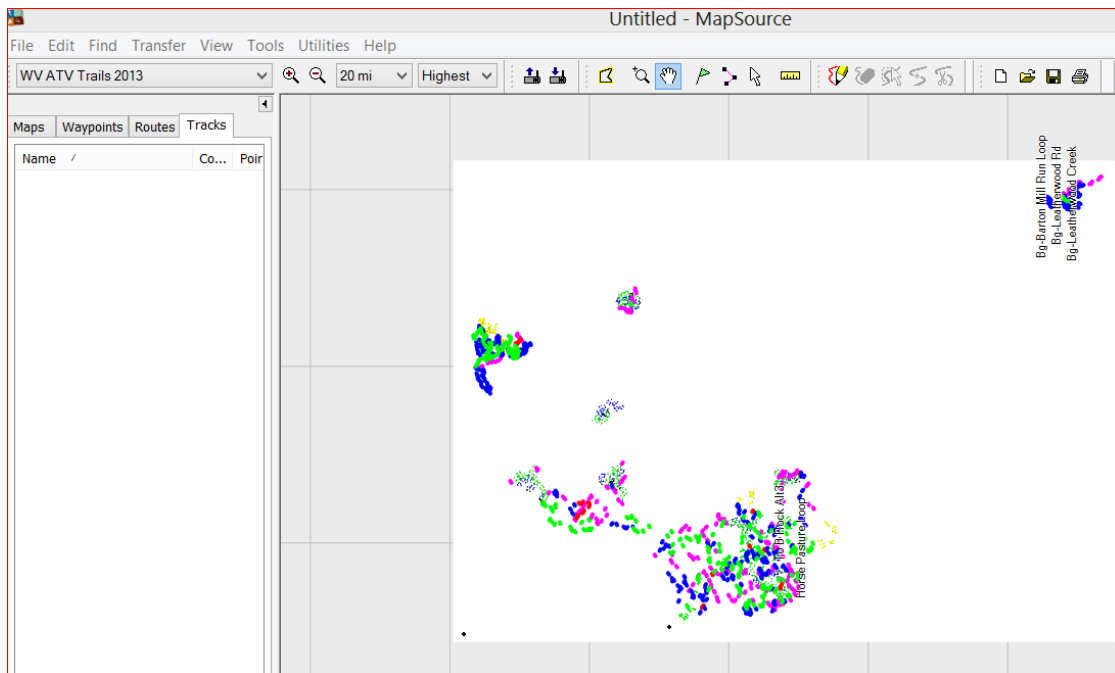 Untitled - MapSource
File Edit Find Transfer View Tools Utilities Help
WV ATV Trails 2013
20 mi
Highest
Maps Waypoints Routes Tracks
Name / Co... Poir
Bg-Barton Mill Run Loop
Bg-Leatherwood Rd
Bg-Leatherwood Creek
Horse Pasture Loop